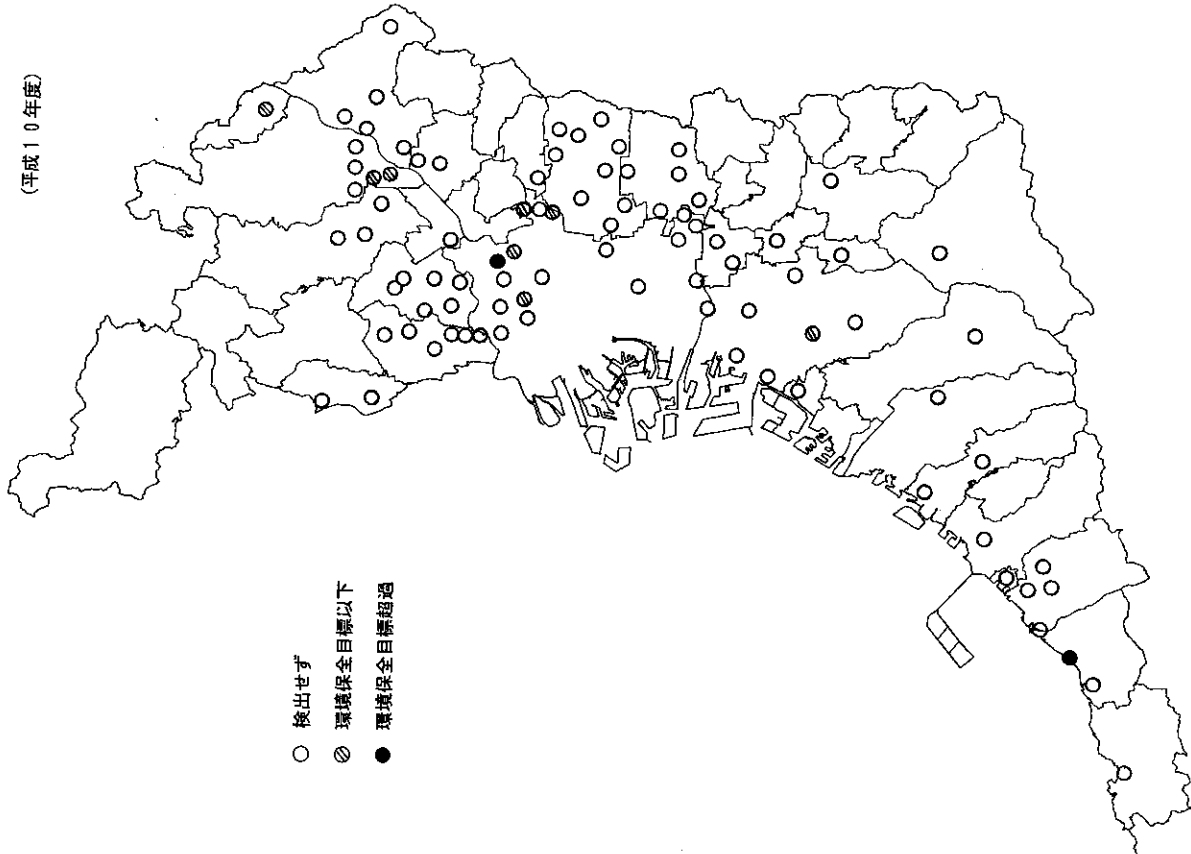 (平成１０年度)
検出せず
環境保全目標以下
環境保全目標超過